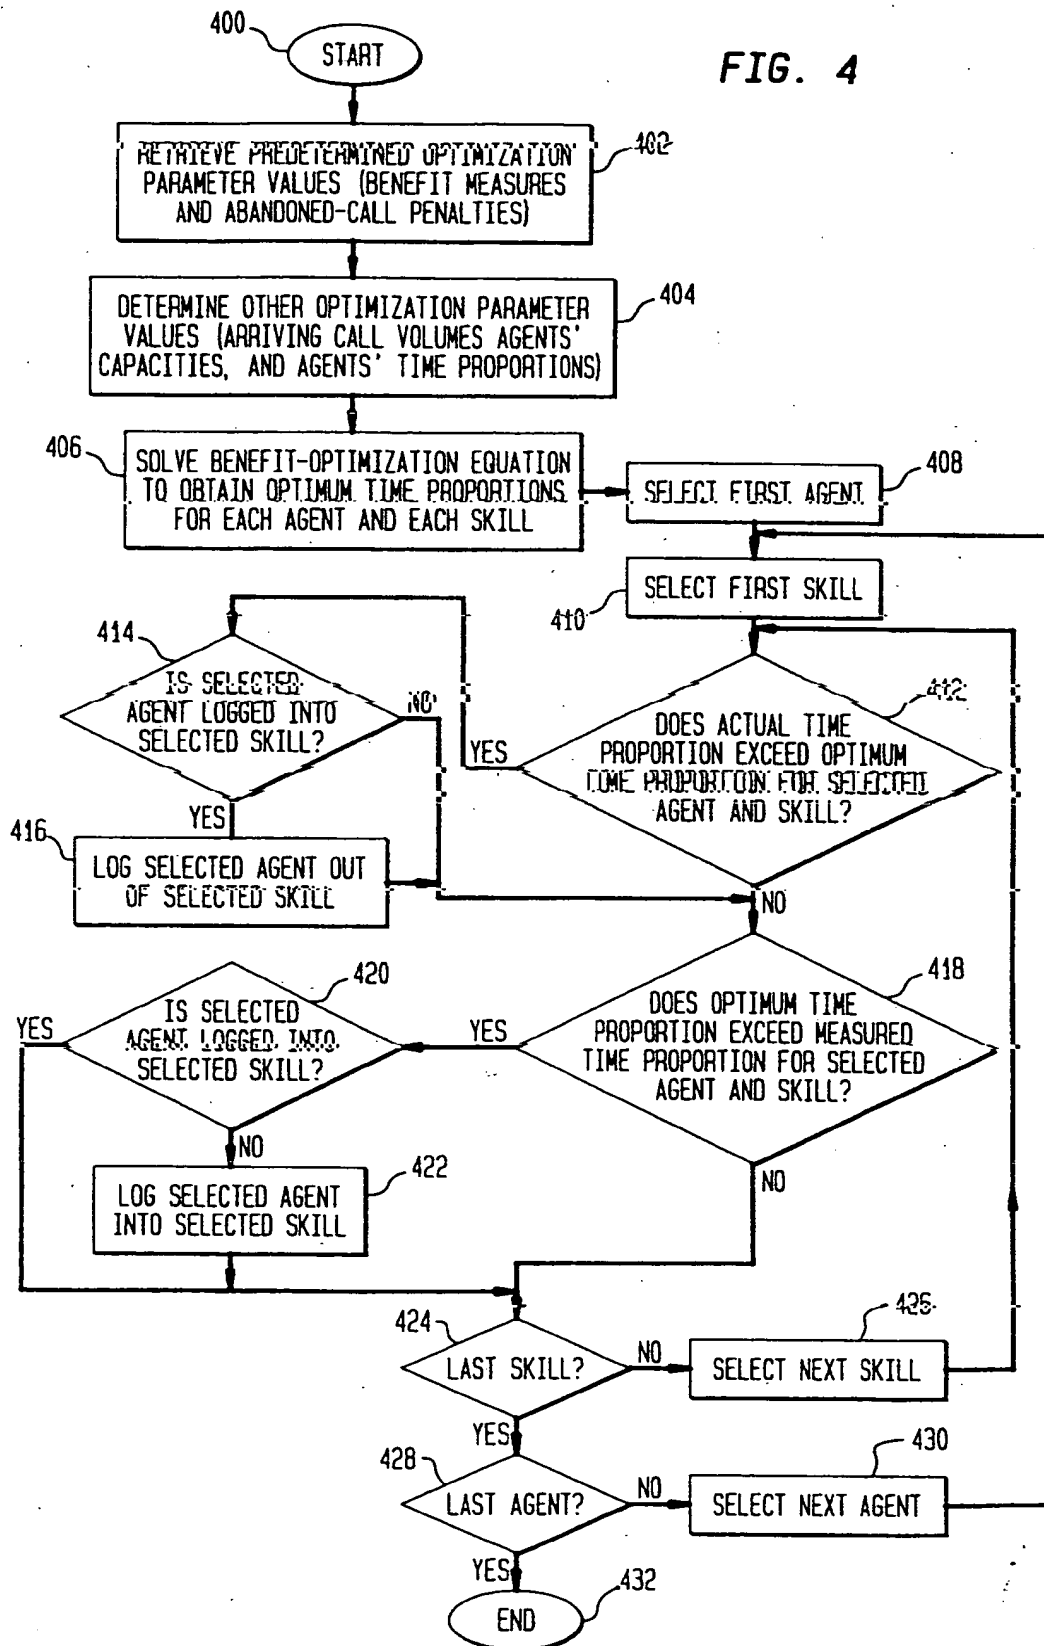 FIG. 4
400
START
402
RETRIEVE PREDETERMINED OPTIMIZATION
PARAMETER VALUES (BENEFIT MEASURES
AND ABANDONED-CALL PENALTIES)
404
DETERMINE OTHER OPTIMIZATION PARAMETER
VALUES (ARRIVING CALL VOLUMES AGENTS'
CAPACITIES, AND AGENTS' TIME PROPORTIONS)
406
SOLVE BENEFIT-OPTIMIZATION EQUATION
TO OBTAIN OPTIMUM TIME PROPORTIONS
FOR EACH AGENT AND EACH SKILL
408
SELECT FIRST AGENT
SELECT FIRST SKILL
410
412
DOES ACTUAL TIME
PROPORTION EXCEED OPTIMUM
TIME PROPORTION FOR SELECTED
AGENT AND SKILL?
YES
NO
414
IS SELECTED
AGENT LOGGED INTO
SELECTED SKILL?
NO
YES
416
LOG SELECTED AGENT OUT
OF SELECTED SKILL
418
DOES OPTIMUM TIME
PROPORTION EXCEED MEASURED
TIME PROPORTION FOR SELECTED
AGENT AND SKILL?
YES
NO
420
IS SELECTED
AGENT LOGGED INTO
SELECTED SKILL?
YES
NO
422
LOG SELECTED AGENT
INTO SELECTED SKILL
424
LAST SKILL?
NO
YES
426
SELECT NEXT SKILL
428
LAST AGENT?
NO
YES
430
SELECT NEXT AGENT
432
END